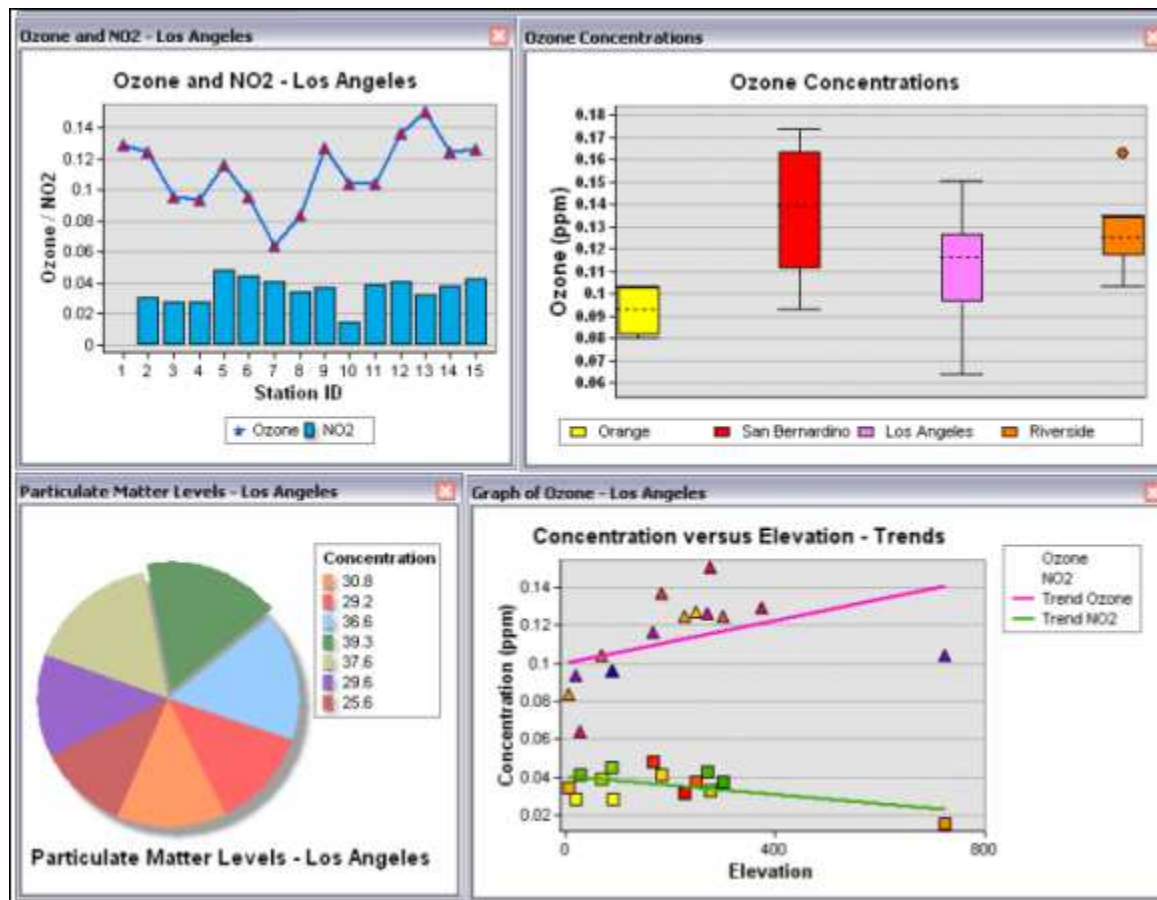 Ozone and NO2 - Los Angeles
Ozone and NO2 - Los Angeles
Ozone / NO2
0.14
0.12
0.1
0.08
0.06
0.04
0.02
0
1 2 3 4 5 6 7 8 9 10 11 12 13 14 15
Station ID
Ozone NO2
Ozone Concentrations
Ozone Concentrations
Ozone (ppm)
0.18
0.17
0.16
0.15
0.14
0.13
0.12
0.11
0.1
0.09
0.08
0.07
0.06
Orange San Bernardino Los Angeles Riverside
Particulate Matter Levels - Los Angeles
Concentration
30.8
29.2
36.6
39.3
37.6
29.6
25.6
Particulate Matter Levels - Los Angeles
Graph of Ozone - Los Angeles
Concentration versus Elevation - Trends
Concentration (ppm)
0.14
0.12
0.1
0.08
0.06
0.04
0.02
0 400 800
Elevation
Ozone
NO2
Trend Ozone
Trend NO2